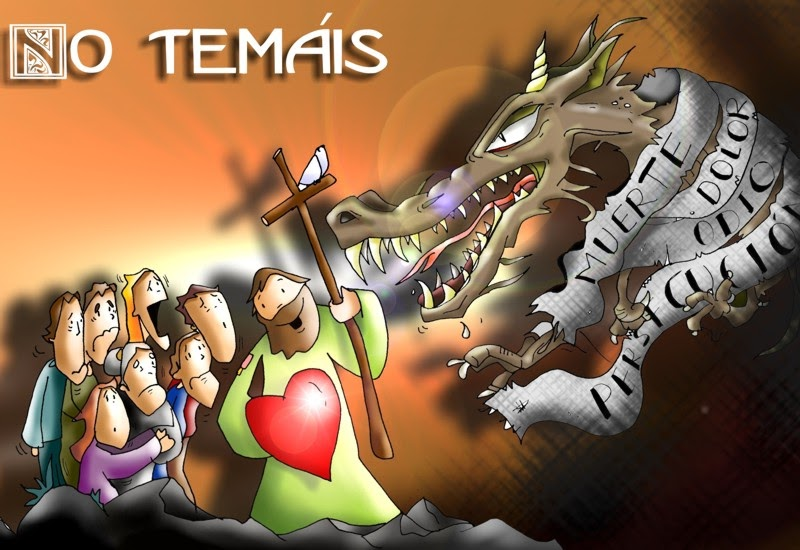 No TEMÁIS
MUERTE
DOLOR
ODIO
PERSECUCIÓN